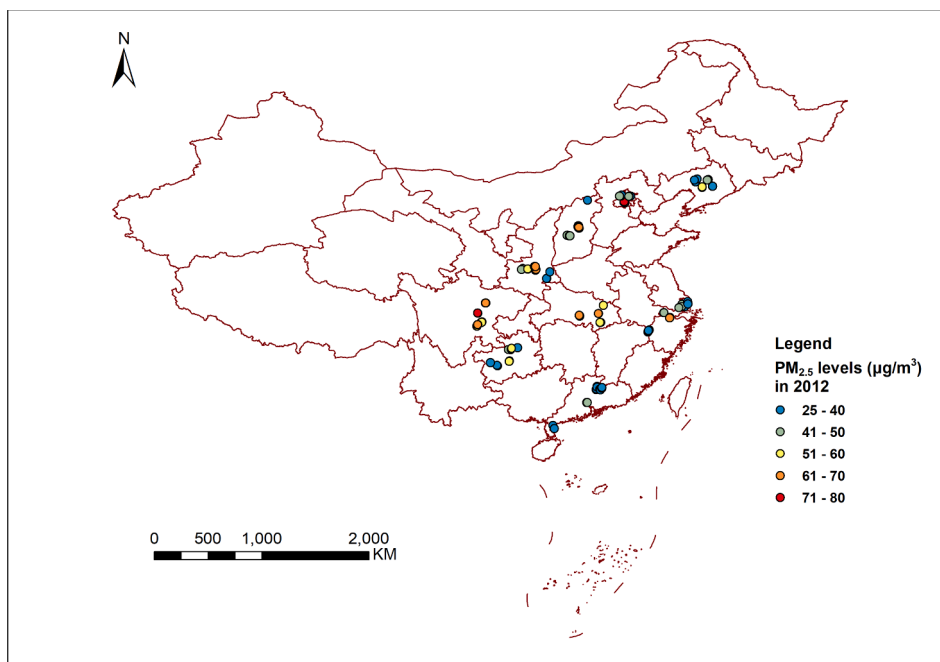 N
Legend
PM2.5 levels (µg/m³)
in 2012
25 - 40
41 - 50
51 - 60
61 - 70
71 - 80
0 500 1,000 2,000
KM